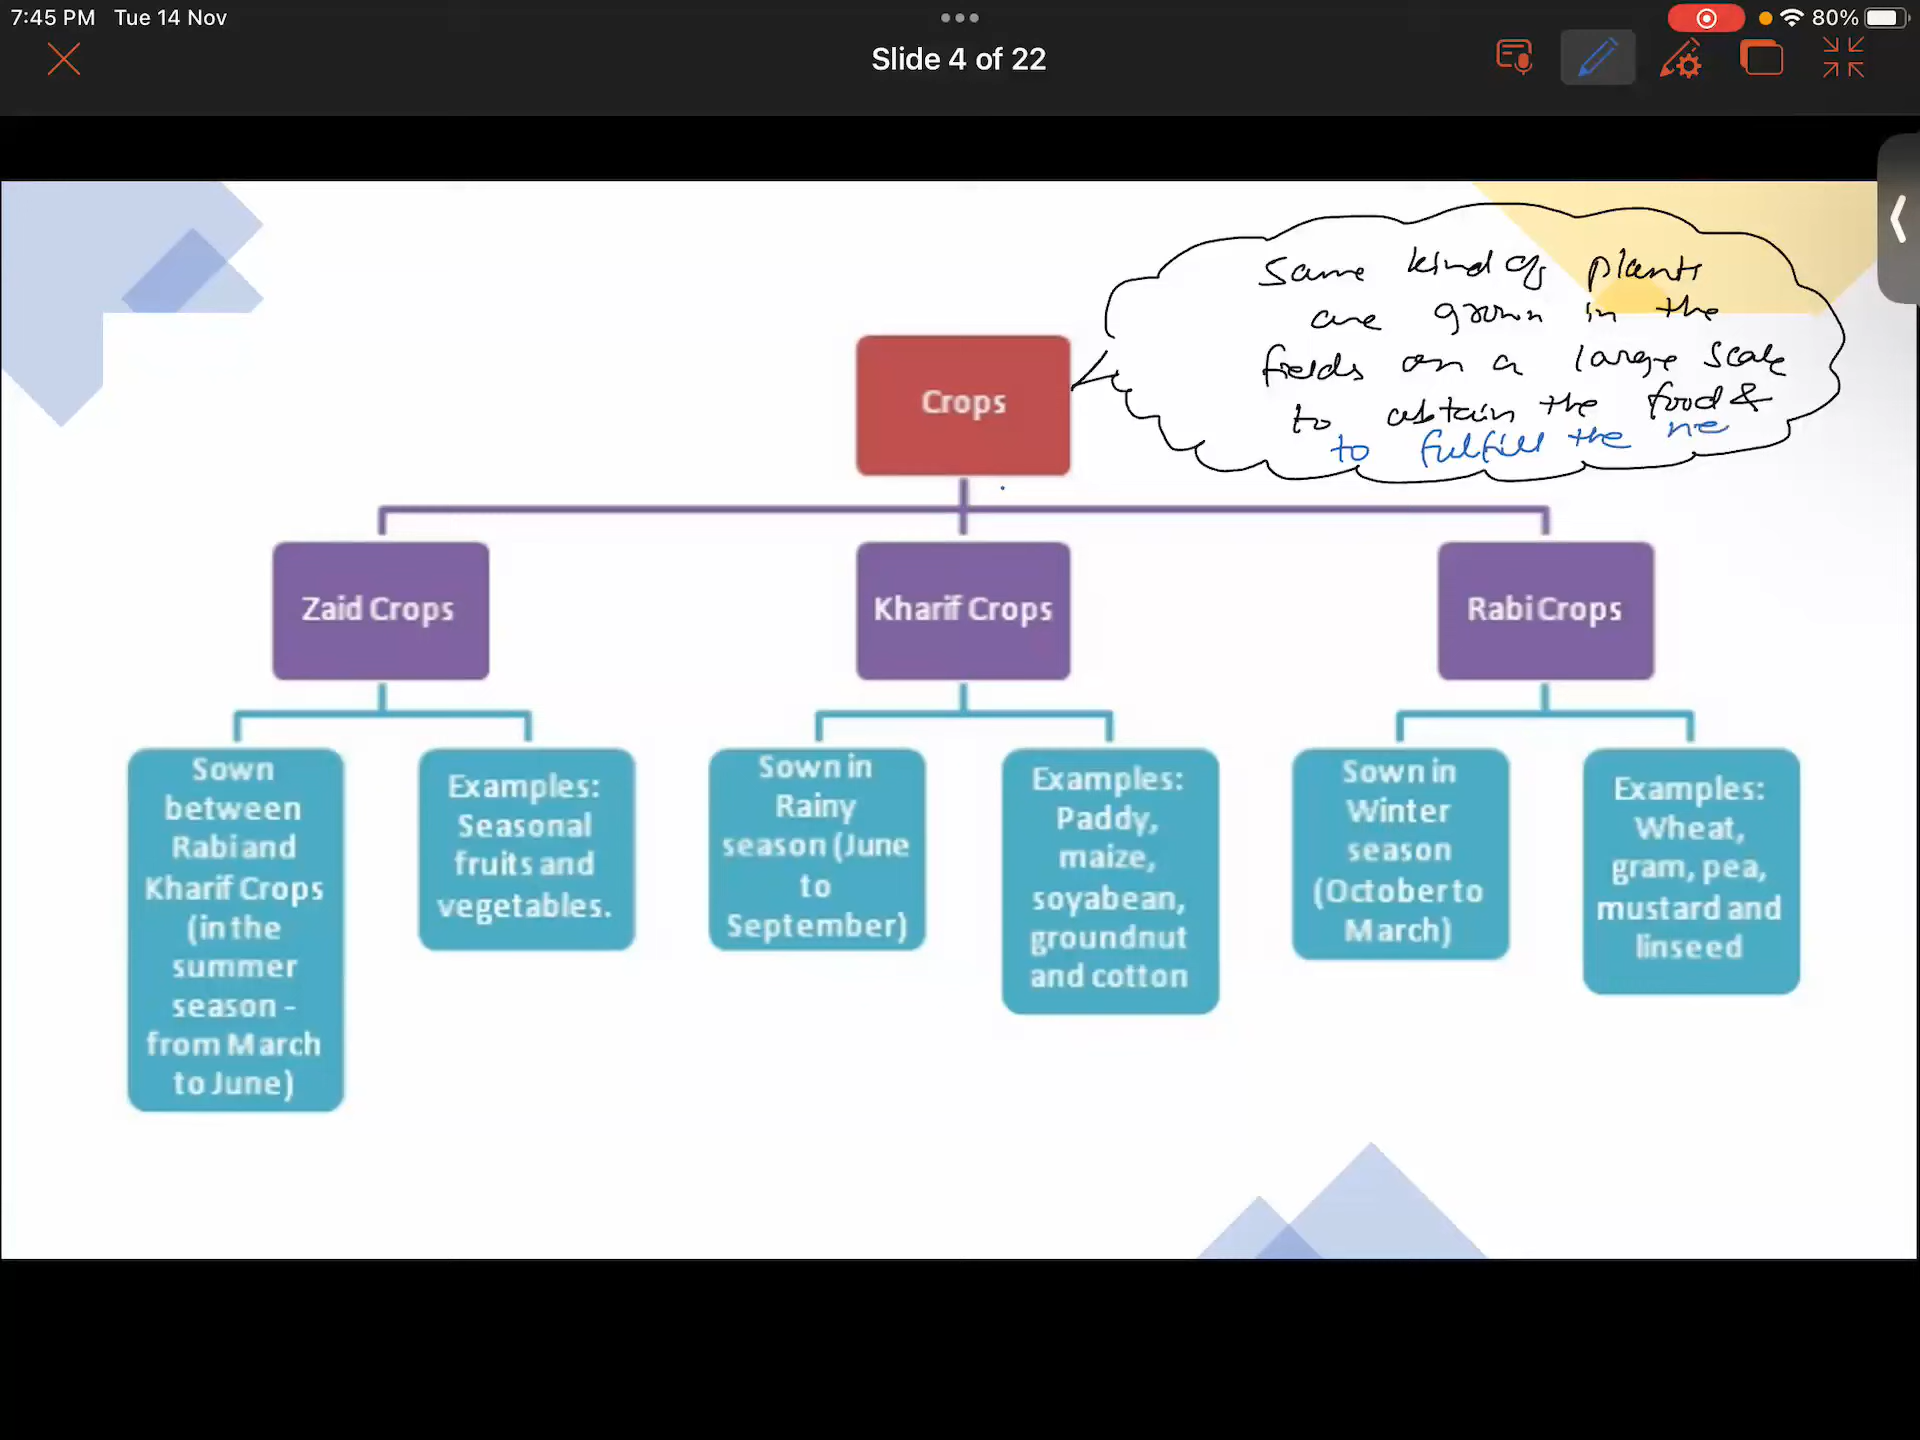 7:45 PM Tue 14 Nov
80%
Slide 4 of 22
Same kind of plants
are grown in the
fields on a large scale
to obtain the food &
to fulfill the ne
Crops
Zaid Crops
Kharif Crops
Rabi Crops
Sown
between
Rabi and
Kharif Crops
(in the
summer
season -
from March
to June)
Examples:
Seasonal
fruits and
vegetables.
Sown in
Rainy
season (June
to
September)
Examples:
Paddy,
maize,
soyabean,
groundnut
and cotton
Sown in
Winter
season
(October to
March)
Examples:
Wheat,
gram, pea,
mustard and
linseed